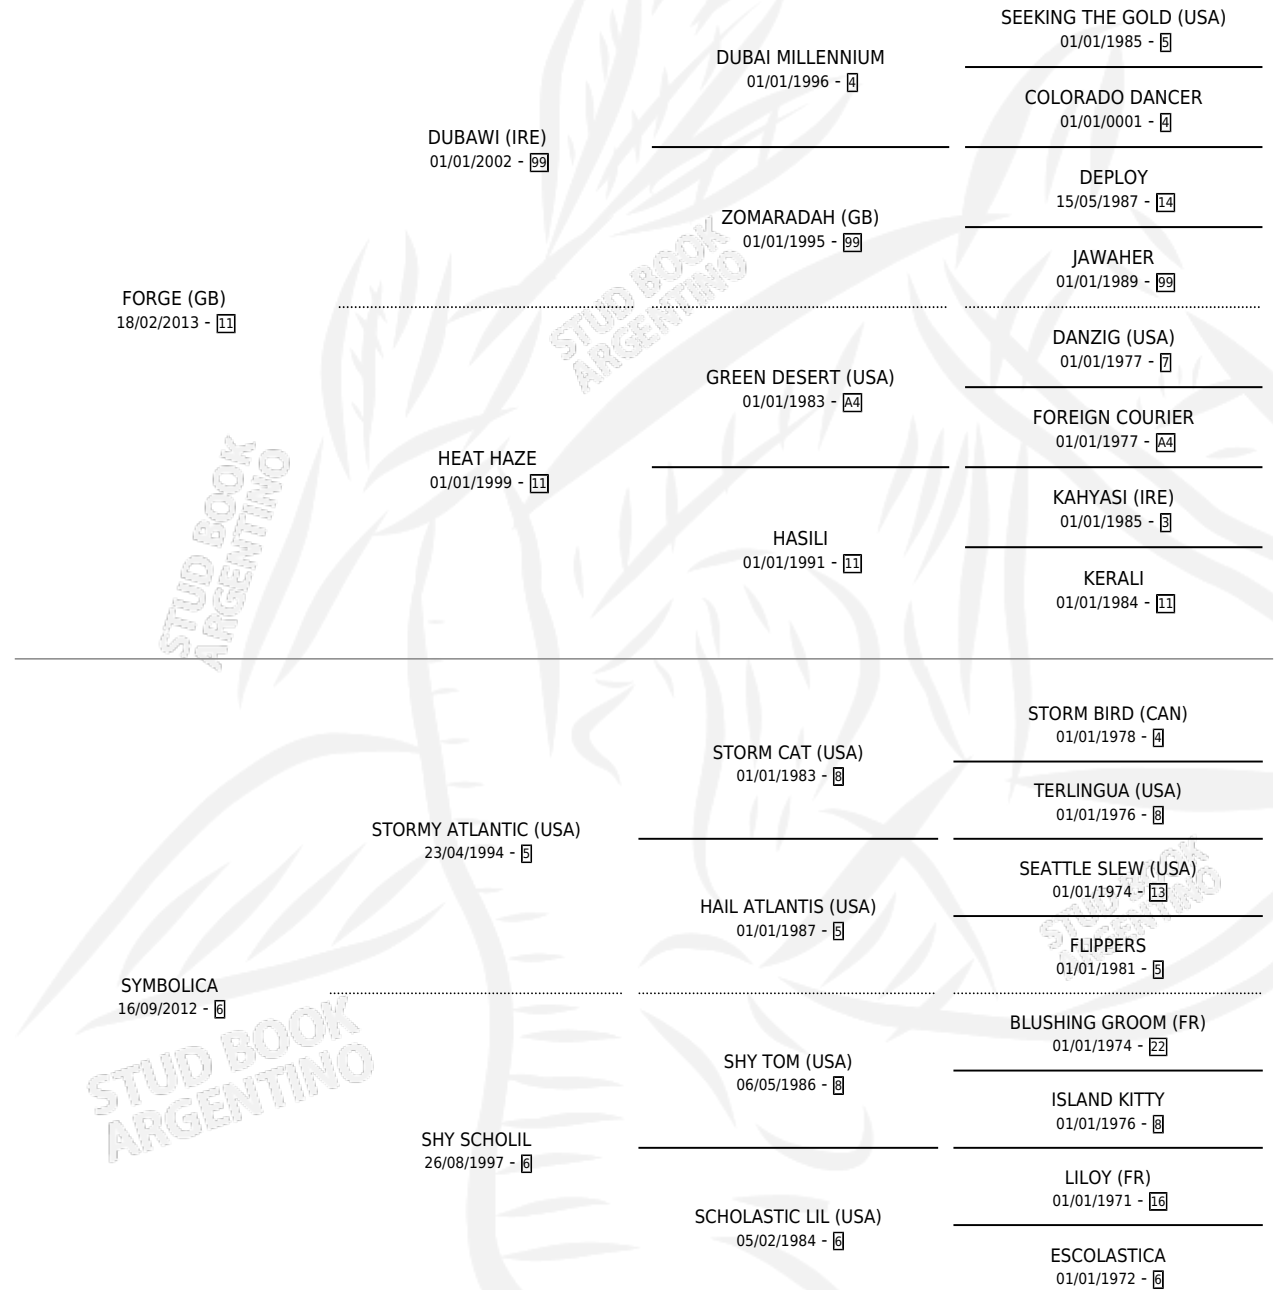 SEEKING THE GOLD (USA)
01/01/1985 - 5
DUBAI MILLENNIUM
01/01/1996 - 4
COLORADO DANCER
01/01/0001 - 4
DUBAWI (IRE)
01/01/2002 - 99
DEPLOY
15/05/1987 - 14
ZOMARADAH (GB)
01/01/1995 - 99
JAWAHER
01/01/1989 - 99
FORGE (GB)
18/02/2013 - 11
DANZIG (USA)
01/01/1977 - 7
GREEN DESERT (USA)
01/01/1983 - A4
FOREIGN COURIER
01/01/1977 - A4
HEAT HAZE
01/01/1999 - 11
KAHYASI (IRE)
01/01/1985 - 3
HASILI
01/01/1991 - 11
KERALI
01/01/1984 - 11
STORM BIRD (CAN)
01/01/1978 - 4
STORM CAT (USA)
01/01/1983 - 8
TERLINGUA (USA)
01/01/1976 - 8
STORMY ATLANTIC (USA)
23/04/1994 - 5
SEATTLE SLEW (USA)
01/01/1974 - 13
HAIL ATLANTIS (USA)
01/01/1987 - 5
FLIPPERS
01/01/1981 - 5
SYMBOLICA
16/09/2012 - 6
BLUSHING GROOM (FR)
01/01/1974 - 22
SHY TOM (USA)
06/05/1986 - 8
ISLAND KITTY
01/01/1976 - 8
SHY SCHOLIL
26/08/1997 - 6
LILOY (FR)
01/01/1971 - 16
SCHOLASTIC LIL (USA)
05/02/1984 - 6
ESCOLASTICA
01/01/1972 - 6
STUD BOOK
ARGENTINO
STUD BOOK
ARGENTINO
STUD BOOK
ARGENTINO
STUD BOOK
ARGENTINO